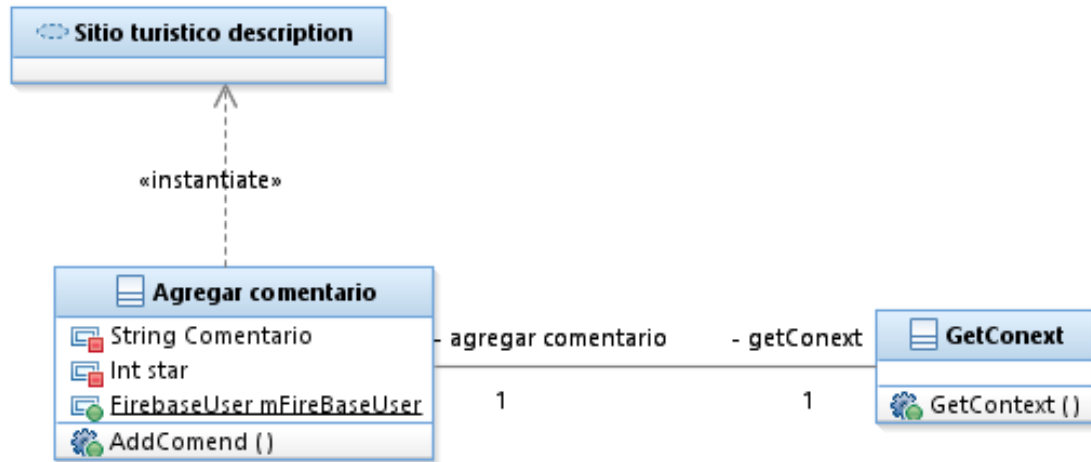 Sitio turistico description
«instantiate»
Agregar comentario
String Comentario
Int star
FirebaseUser mFireBaseUser
AddComend ()
- agregar comentario
- getConext
1
1
GetConext
GetContext ()